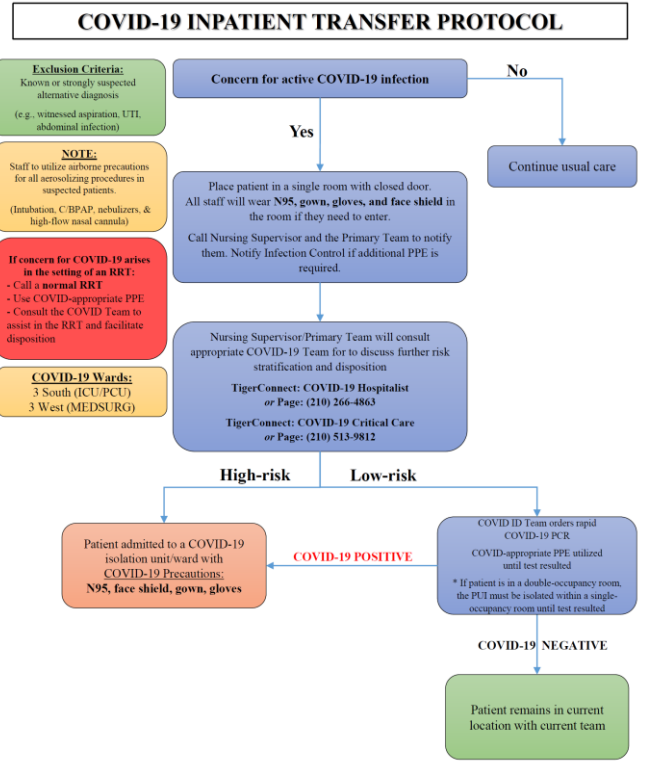 COVID-19 INPATIENT TRANSFER PROTOCOL
Exclusion Criteria:
Known or strongly suspected
alternative diagnosis
(e.g., witnessed aspiration, UTI,
abdominal infection)
Concern for active COVID-19 infection
No
Yes
Continue usual care
NOTE:
Staff to utilize airborne precautions
for all aerosolizing procedures in
suspected patients.
(Intubation, C/BPAP, nebulizers, &
high-flow nasal cannula)
Place patient in a single room with closed door.
All staff will wear N95, gown, gloves, and face shield in
the room if they need to enter.
Call Nursing Supervisor and the Primary Team to notify
them. Notify Infection Control if additional PPE is
required.
If concern for COVID-19 arises
in the setting of an RRT:
- Call a normal RRT
- Use COVID-appropriate PPE
- Consult the COVID Team to
assist in the RRT and facilitate
disposition
COVID-19 Wards:
3 South (ICU/PCU)
3 West (MEDSURG)
Nursing Supervisor/Primary Team will consult
appropriate COVID-19 Team for to discuss further risk
stratification and disposition
TigerConnect: COVID-19 Hospitalist
or Page: (210) 266-4863
TigerConnect: COVID-19 Critical Care
or Page: (210) 513-9812
High-risk
Low-risk
Patient admitted to a COVID-19
isolation unit/ward with
COVID-19 Precautions:
N95, face shield, gown, gloves
COVID-19 POSITIVE
COVID ID Team orders rapid
COVID-19 PCR
COVID-appropriate PPE utilized
until test resulted
* If patient is in a double-occupancy room,
the PUI must be isolated within a single-
occupancy room until test resulted
COVID-19 NEGATIVE
Patient remains in current
location with current team